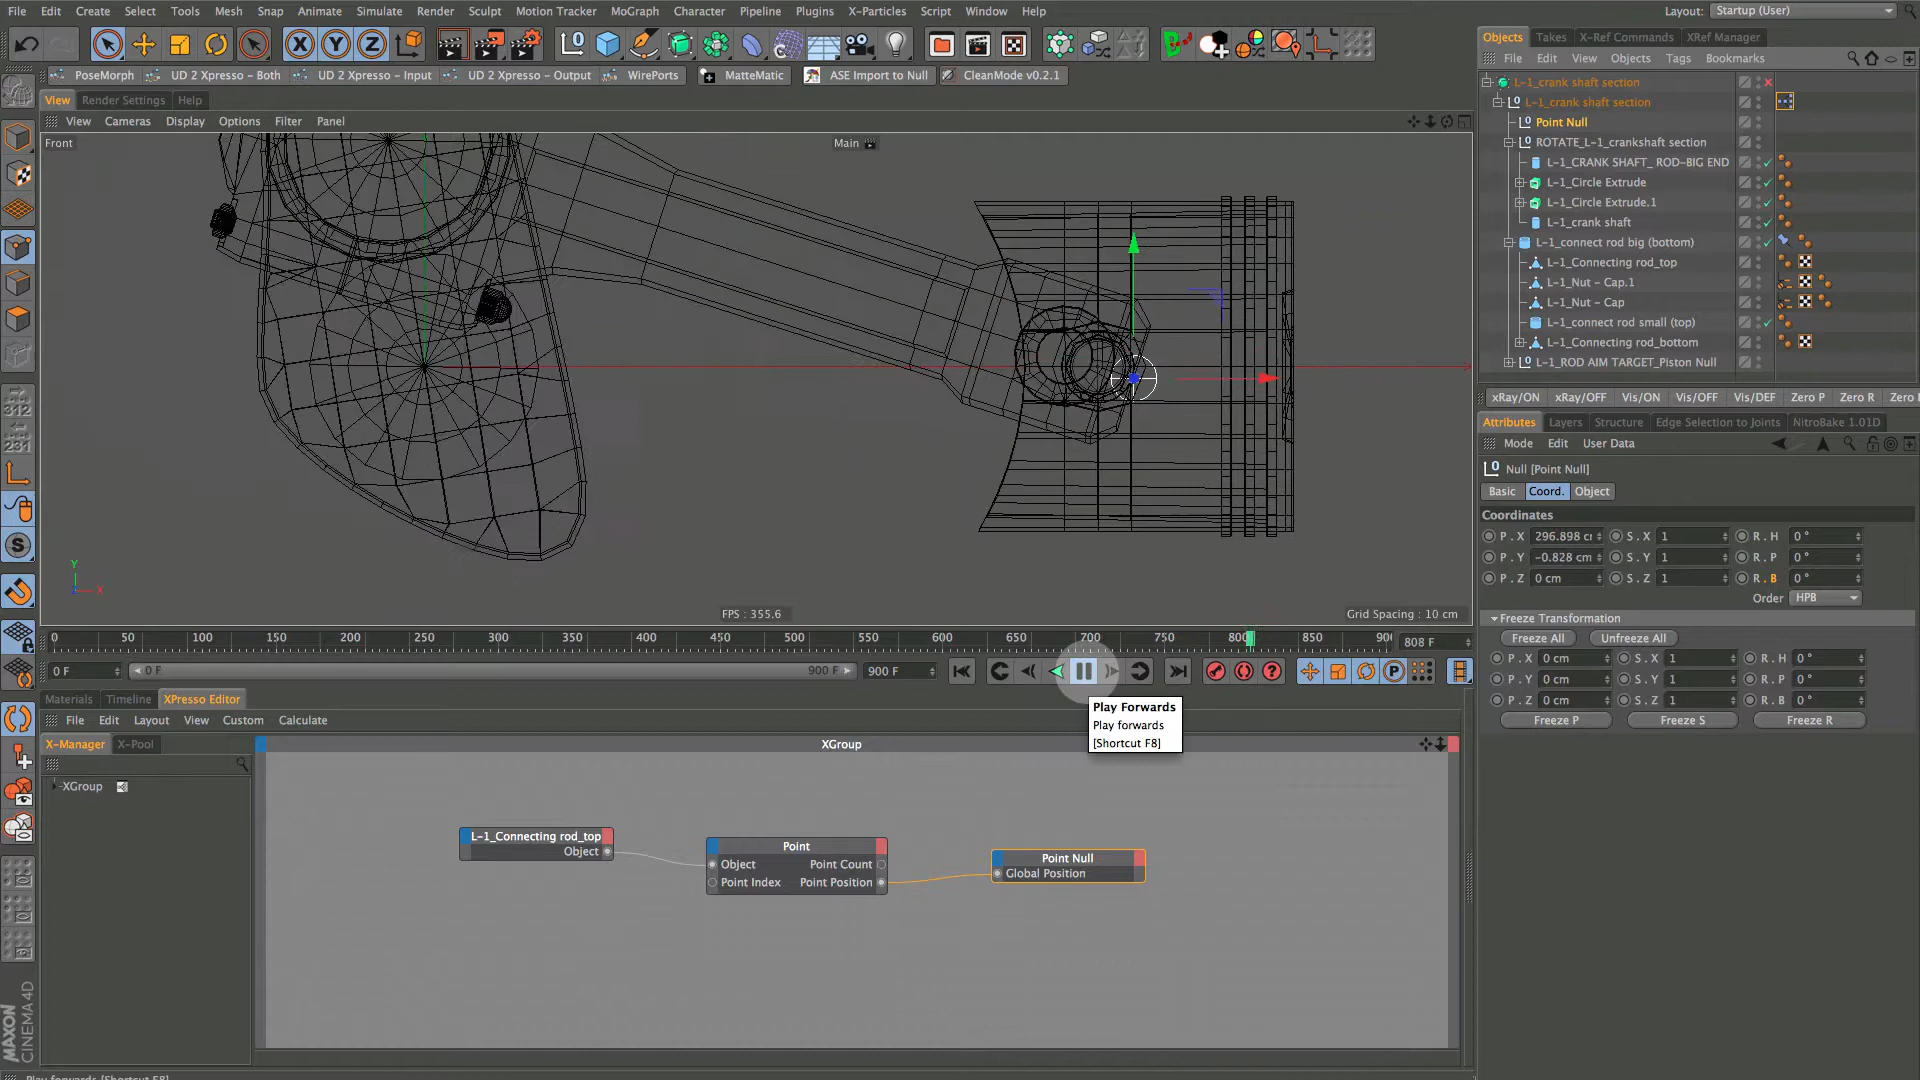 File Edit Create Select Tools Mesh Snap Animate Simulate Render Sculpt Motion Tracker MoGraph Character Pipeline Plugins X-Particles Script Window Help
Layout: Startup (User)
PoseMorph UD 2 Xpresso - Both UD 2 Xpresso - Input UD 2 Xpresso - Output WirePorts MatteMatic ASE Import to Null CleanMode v0.2.1
View Render Settings Help
View Cameras Display Options Filter Panel
Front
Main
Y
X
FPS : 355.6
Grid Spacing : 10 cm
0 50 100 150 200 250 300 350 400 450 500 550 600 650 700 750 800 850 90
808 F
0 F
0 F
900 F
900 F
Play Forwards
Play forwards
[Shortcut F8]
Materials Timeline XPresso Editor
File Edit Layout View Custom Calculate
X-Manager X-Pool
XGroup
XGroup
L-1_Connecting rod_top
Object
Point
Object Point Count
Point Index Point Position
Point Null
Global Position
MAXON
CINEMA 4D
Play forwards [Shortcut F8]
Objects Takes X-Ref Commands XRef Manager
File Edit View Objects Tags Bookmarks
L-1_crank shaft section
L-1_crank shaft section
Point Null
ROTATE_L-1_crankshaft section
L-1_CRANK SHAFT_ ROD-BIG END
L-1_Circle Extrude
L-1_Circle Extrude.1
L-1_crank shaft
L-1_connect rod big (bottom)
L-1_Connecting rod_top
L-1_Nut - Cap.1
L-1_Nut - Cap
L-1_connect rod small (top)
L-1_Connecting rod_bottom
L-1_ROD AIM TARGET_Piston Null
xRay/ON xRay/OFF Vis/ON Vis/OFF Vis/DEF Zero P Zero R Zero
Attributes Layers Structure Edge Selection to Joints NitroBake 1.01D
Mode Edit User Data
Null [Point Null]
Basic Coord. Object
Coordinates
P . X 296.898 cr S . X 1 R . H 0 °
P . Y -0.828 cm S . Y 1 R . P 0 °
P . Z 0 cm S . Z 1 R . B 0 °
Order HPB
Freeze Transformation
Freeze All Unfreeze All
P . X 0 cm S . X 1 R . H 0 °
P . Y 0 cm S . Y 1 R . P 0 °
P . Z 0 cm S . Z 1 R . B 0 °
Freeze P Freeze S Freeze R